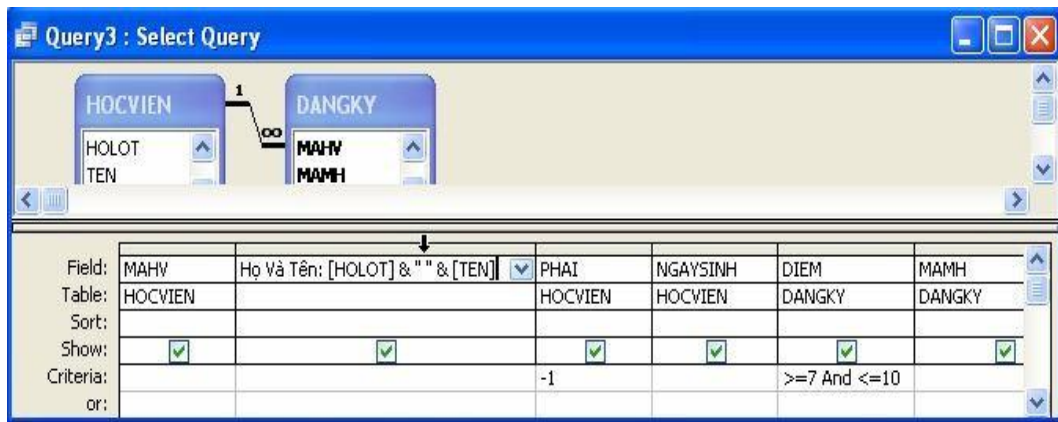 Query3 : Select Query
HOCVIEN
1
∞
DANGKY
HOLOT
TEN
MAHV
MAMH
Field: MAHV Họ Và Tên: [HOLOT] & " " & [TEN] PHAI NGAYSINH DIEM MAMH
Table: HOCVIEN HOCVIEN HOCVIEN DANGKY DANGKY
Sort:
Show:
Criteria: -1 >=7 And <=10
or: